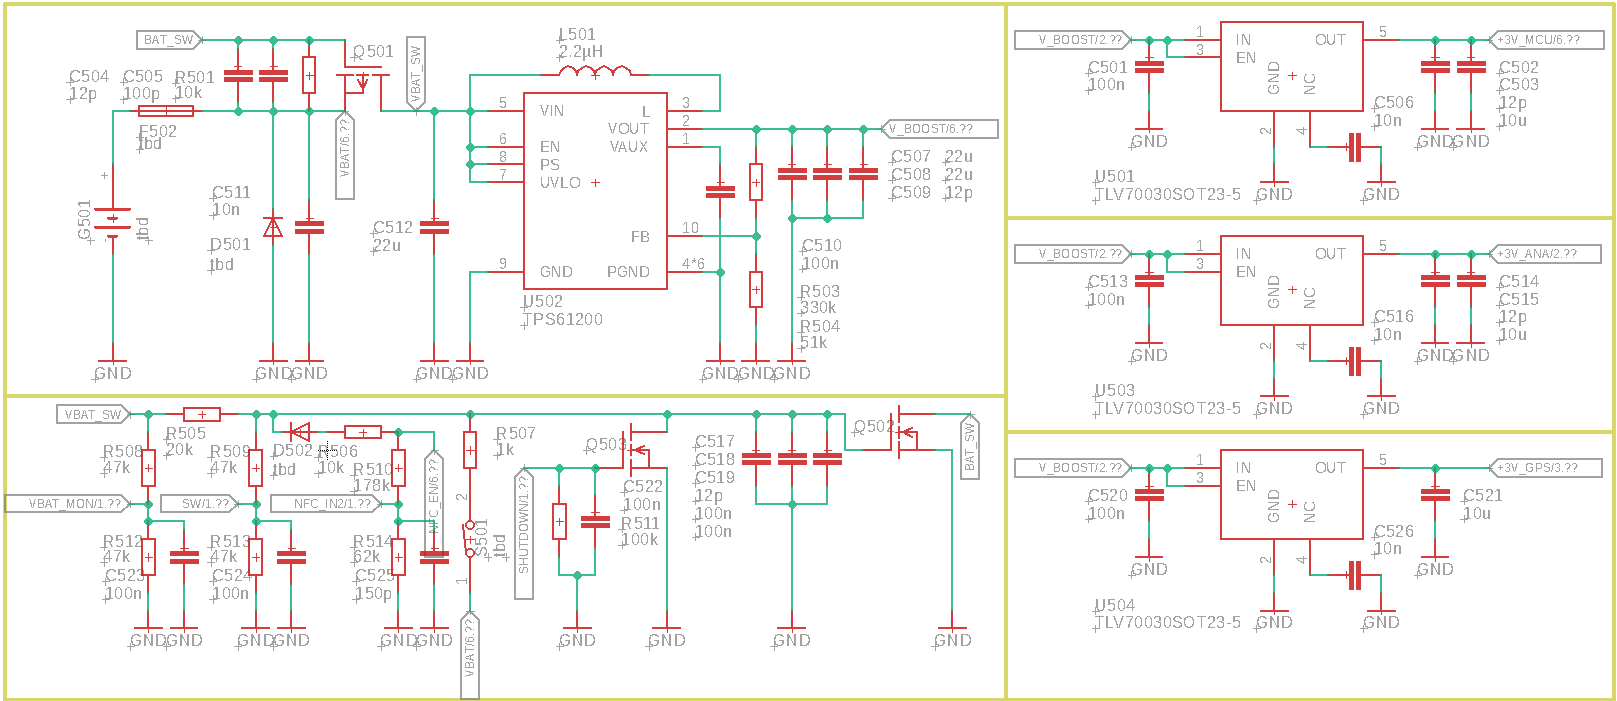 BAT_SW
C504
12p
C505
100p
R501
10k
Q501
VBAT_SW
L501
2.2µH
F502
tbd
VBAT/6.??
+
-
G501
tbd
C511
10n
D501
tbd
C512
22u
5
6
8
7
9
VIN
EN
PS
UVLO
GND
L
VOUT
VAUX
FB
PGND
3
2
1
10
4*6
U502
TPS61200
V_BOOST/6.??
C507 22u
C508 22u
C509 12p
C510
100n
R503
330k
R504
51k
GND
GND
GND
GND
GND
GND
GND
GND
VBAT_SW
R505
20k
R508
47k
R509
47k
D502
tbd
R506
10k
R510
178k
NFC_EN/6.??
VBAT_MON/1.??
SW/1.??
NFC_IN2/1.??
R512
47k
C523
100n
R513
47k
C524
100n
R514
62k
C525
150p
R507
1k
2
S501
tbd
1
VBAT/6.??
SHUTDOWN/1.??
Q503
C522
100n
R511
100k
C517
C518
C519
12p
100n
100n
Q502
BAT_SW
GND
GND
GND
GND
GND
GND
GND
GND
GND
GND
V_BOOST/2.??
1
3
IN
EN
OUT
GND
NC
5
2
4
+3V_MCU/6.??
C501
100n
C502
C503
12p
10u
C506
10n
U501
TLV70030SOT23-5
GND
GND
GND
GND
GND
V_BOOST/2.??
1
3
IN
EN
OUT
GND
NC
5
2
4
+3V_ANA/2.??
C513
100n
C514
C515
12p
10u
C516
10n
U503
TLV70030SOT23-5
GND
GND
GND
GND
GND
V_BOOST/2.??
1
3
IN
EN
OUT
GND
NC
5
2
4
+3V_GPS/3.??
C520
100n
C521
10u
C526
10n
U504
TLV70030SOT23-5
GND
GND
GND
GND